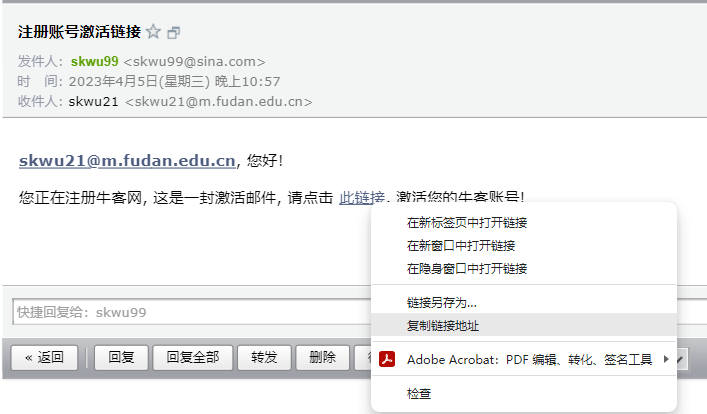 注册账号激活链接
发件人：skwu99 <skwu99@sina.com>
时　间：2023年4月5日(星期三) 晚上10:57
收件人：skwu21 <skwu21@m.fudan.edu.cn>
skwu21@m.fudan.edu.cn, 您好!
您正在注册牛客网, 这是一封激活邮件, 请点击 此链接, 激活您的牛客账号!
在新标签页中打开链接
在新窗口中打开链接
在隐身窗口中打开链接
链接另存为...
快捷回复给：skwu99
复制链接地址
« 返回 回复 回复全部 转发 删除
Adobe Acrobat：PDF 编辑、转化、签名工具
检查